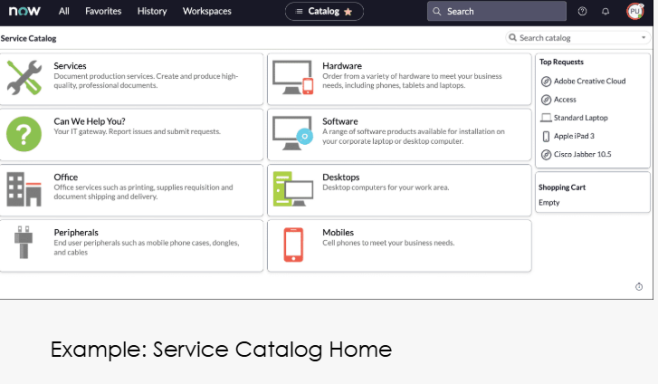 now All Favorites History Workspaces Catalog Search PU
Service Catalog Search catalog
Services
Document production services. Create and produce high-
quality, professional documents.
Hardware
Order from a variety of hardware to meet your business
needs, including phones, tablets and laptops.
Can We Help You?
Your IT gateway. Report issues and submit requests.
Software
A range of software products available for installation on
your corporate laptop or desktop computer.
Office
Office services such as printing, supplies requisition and
document shipping and delivery.
Desktops
Desktop computers for your work area.
Peripherals
End user peripherals such as mobile phone cases, dongles,
and cables
Mobiles
Cell phones to meet your business needs.
Top Requests
Adobe Creative Cloud
Access
Standard Laptop
Apple iPad 3
Cisco Jabber 10.5
Shopping Cart
Empty
Example: Service Catalog Home